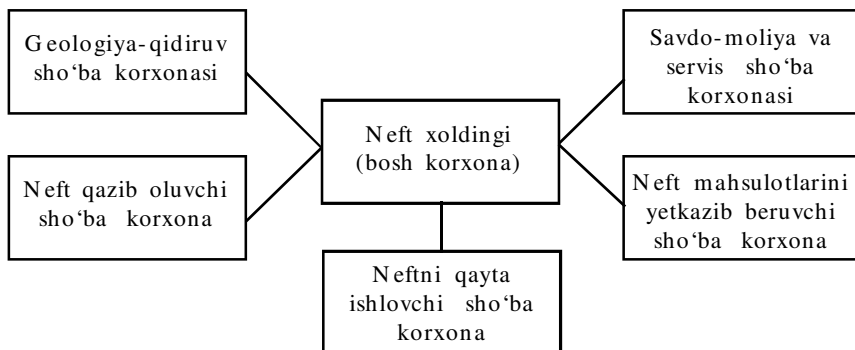 Geologiya-qidiruv
sho‘ba korxonasi
Savdo-moliya va
servis sho‘ba
korxonasi
Neft xoldingi
(bosh korxona)
Neft qazib oluvchi
sho‘ba korxona
Neft mahsulotlarini
yetkazib beruvchi
sho‘ba korxona
Neftni qayta
ishlovchi sho‘ba
korxona